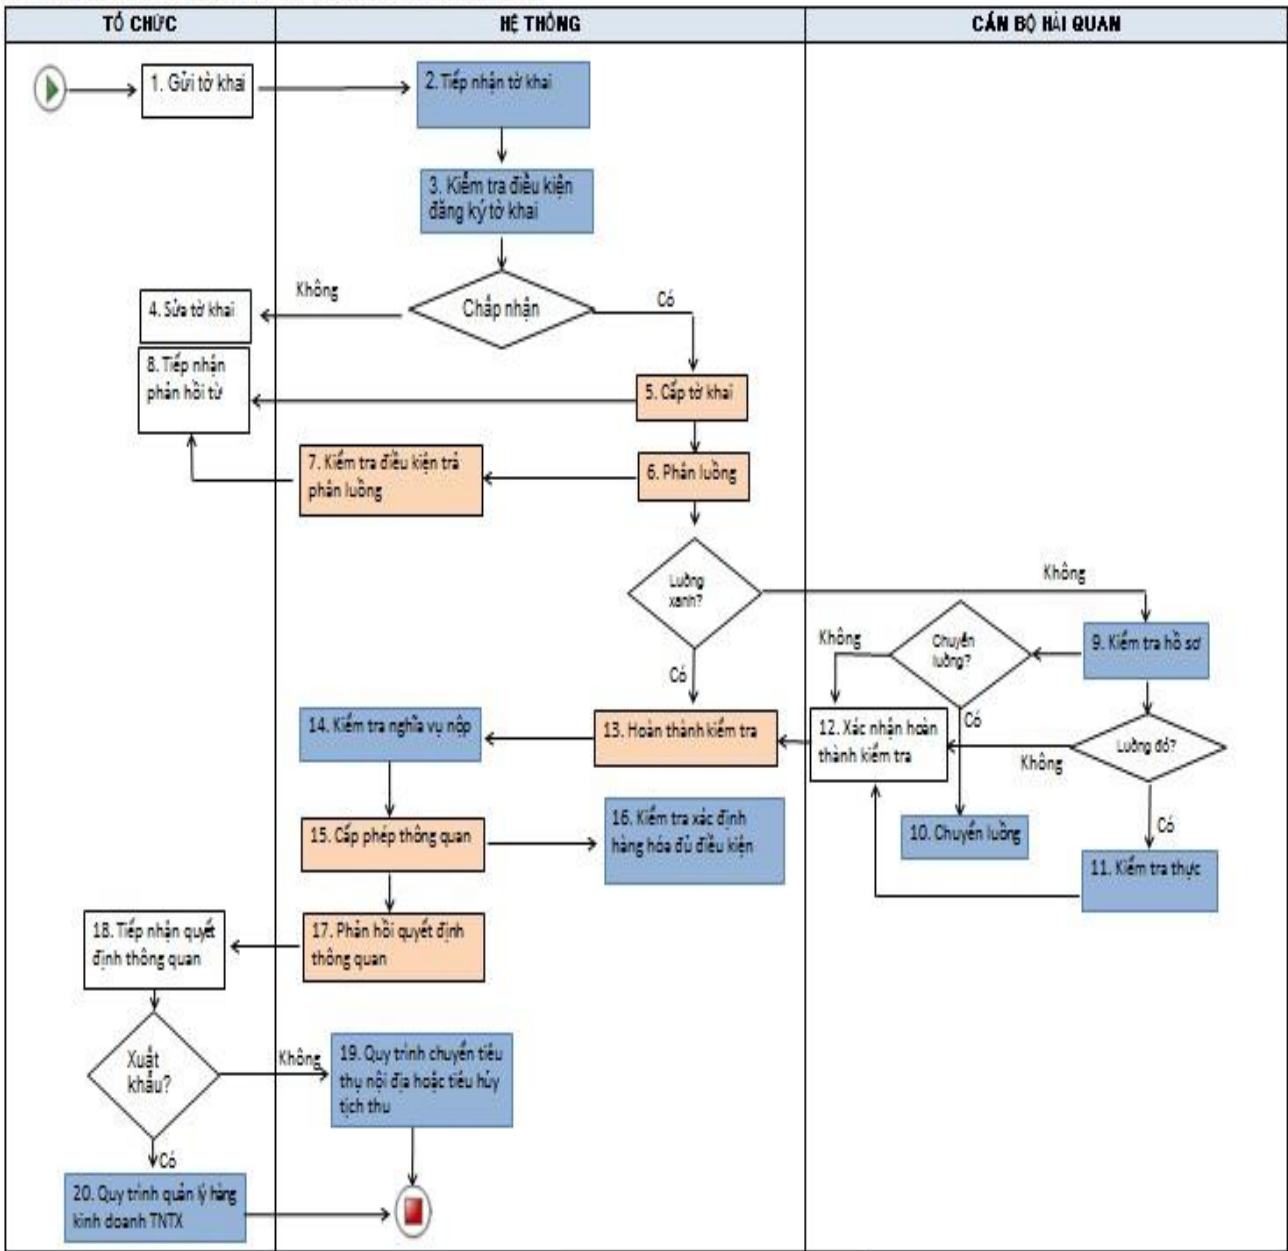 TỔ CHỨC
HỆ THỐNG
CÁN BỘ HẢI QUAN
1. Gửi tờ khai
2. Tiếp nhận tờ khai
3. Kiểm tra điều kiện
đăng ký tờ khai
Chấp nhận
Không
Có
4. Sửa tờ khai
8. Tiếp nhận
phản hồi từ
5. Cấp tờ khai
7. Kiểm tra điều kiện trả
phân luồng
6. Phân luồng
Luồng
xanh?
Không
Có
9. Kiểm tra hồ sơ
Chuyển
luồng?
Không
Có
14. Kiểm tra nghĩa vụ nộp
13. Hoàn thành kiểm tra
12. Xác nhận hoàn
thành kiểm tra
Luồng đỏ?
Không
Có
15. Cấp phép thông quan
16. Kiểm tra xác định
hàng hóa đủ điều kiện
10. Chuyển luồng
11. Kiểm tra thực
18. Tiếp nhận quyết
định thông quan
17. Phản hồi quyết định
thông quan
Xuất
khẩu?
Không
Có
19. Quy trình chuyển tiêu
thụ nội địa hoặc tiêu hủy
tịch thu
20. Quy trình quản lý hàng
kinh doanh TNTX